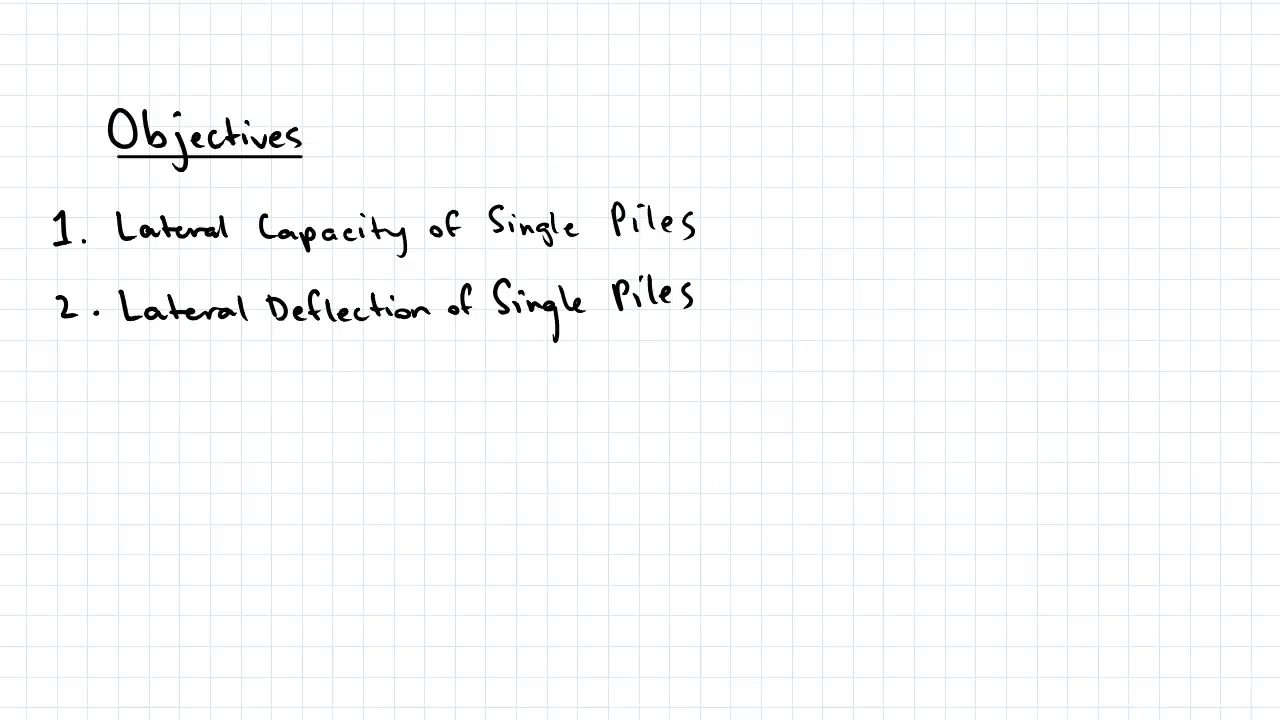 Objectives
1. Lateral Capacity of Single Piles
2. Lateral Deflection of Single Piles